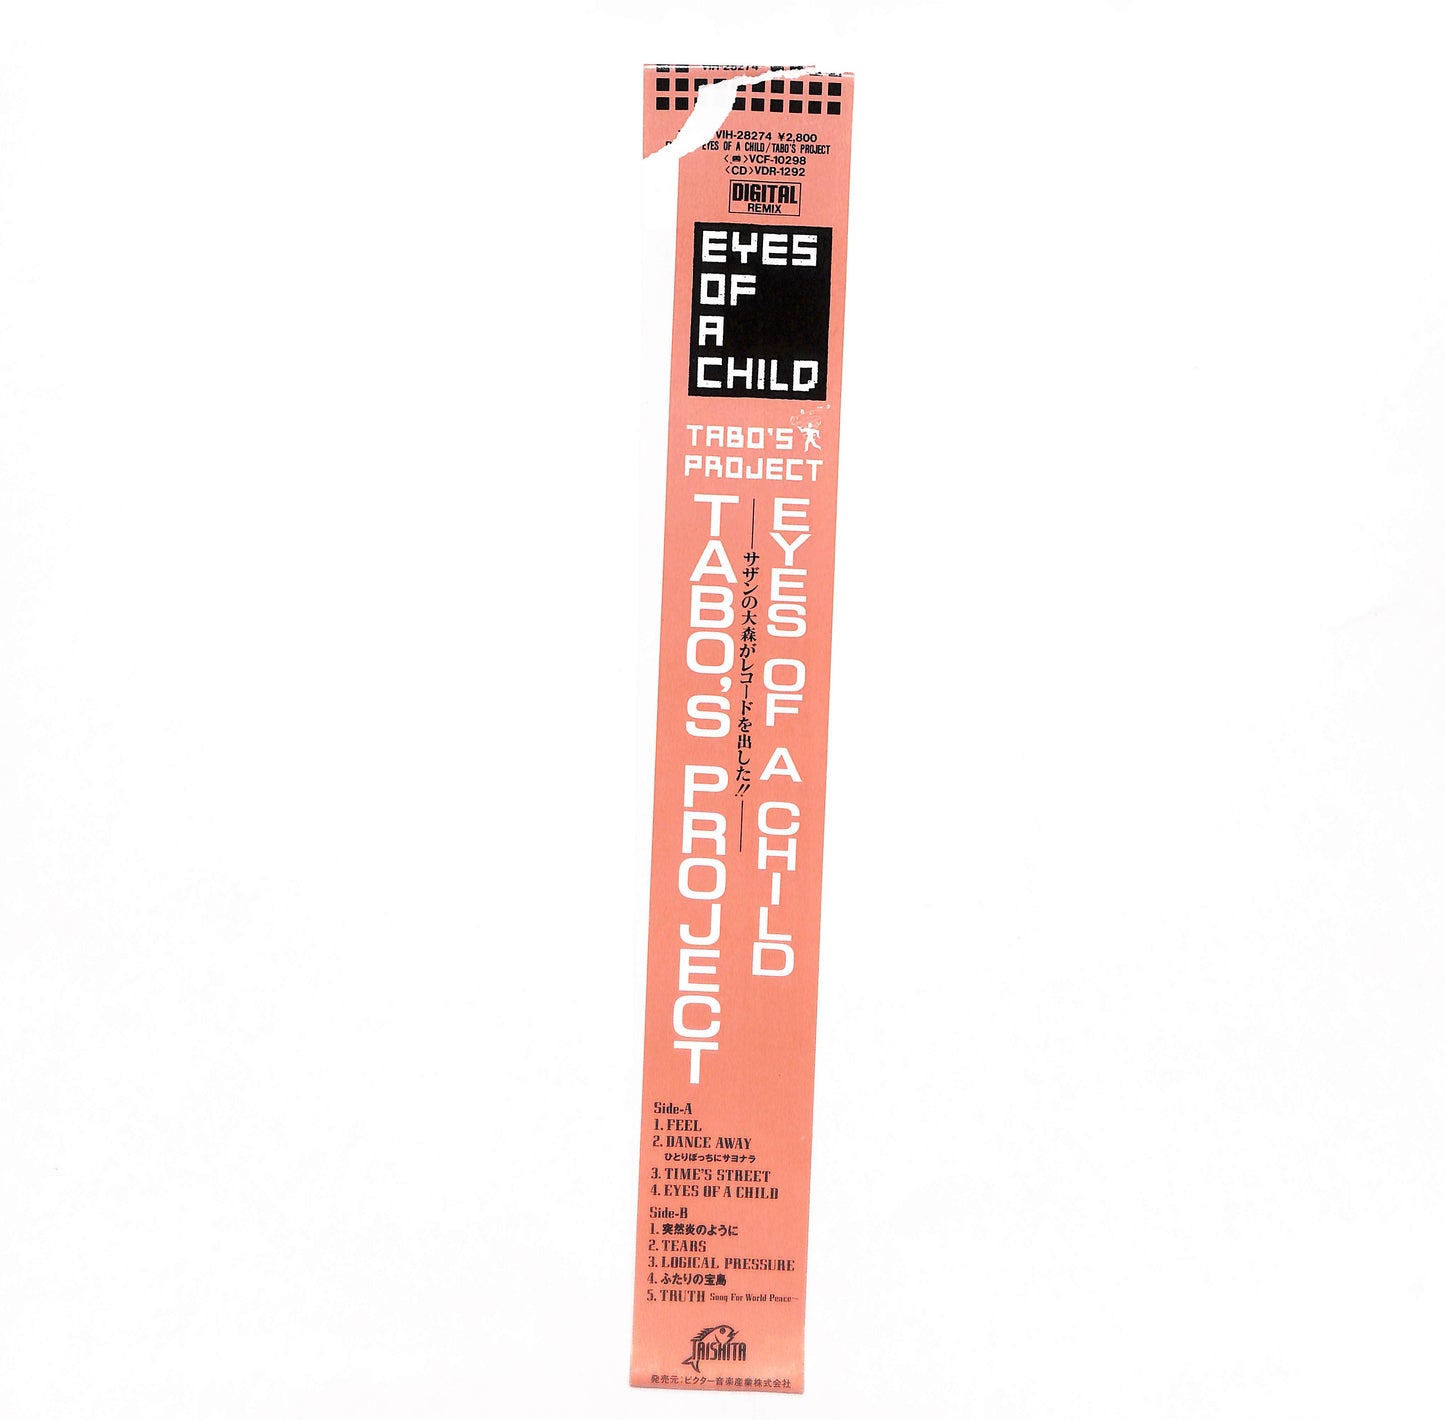 VIH-28274
VIH-28274 ¥2,800
EYES OF A CHILD/TABO'S PROJECT
VCF-10298
〈CD〉VDR-1292
DIGITAL
REMIX
EYES
OF
A
CHILD
TABO'S
PROJECT
EYES OF A CHILD
サザンの大森がレコードを出した!!
TABO'S PROJECT
Side-A
1. FEEL
2. DANCE AWAY
ひとりぼっちにサヨナラ
3. TIME'S STREET
4. EYES OF A CHILD
Side-B
1. 突然炎のように
2. TEARS
3. LOGICAL PRESSURE
4. ふたりの宝島
5. TRUTH Song For World Peace~
TAISHITA
発売元:ビクター音楽産業株式会社